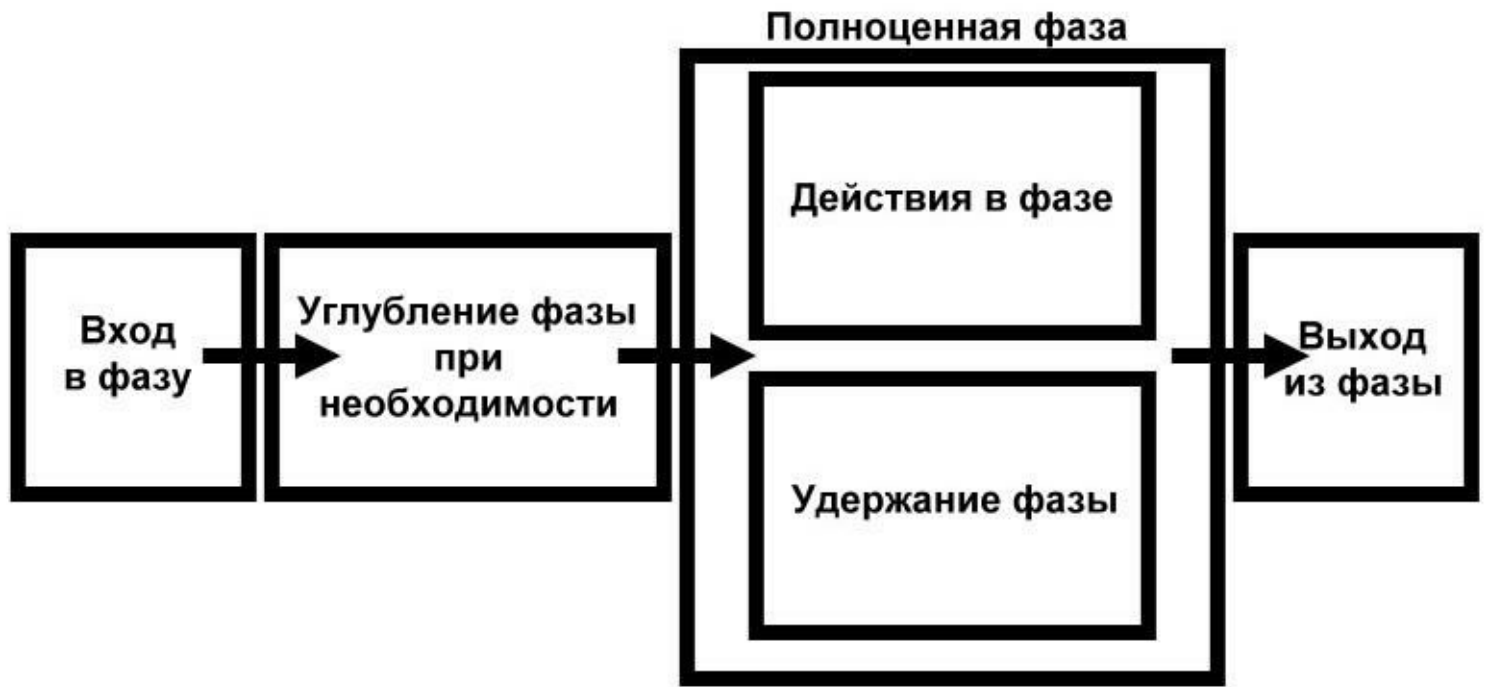 Полноценная фаза
Действия в фазе
Вход
в фазу
Углубление фазы
при
необходимости
Выход
из фазы
Удержание фазы